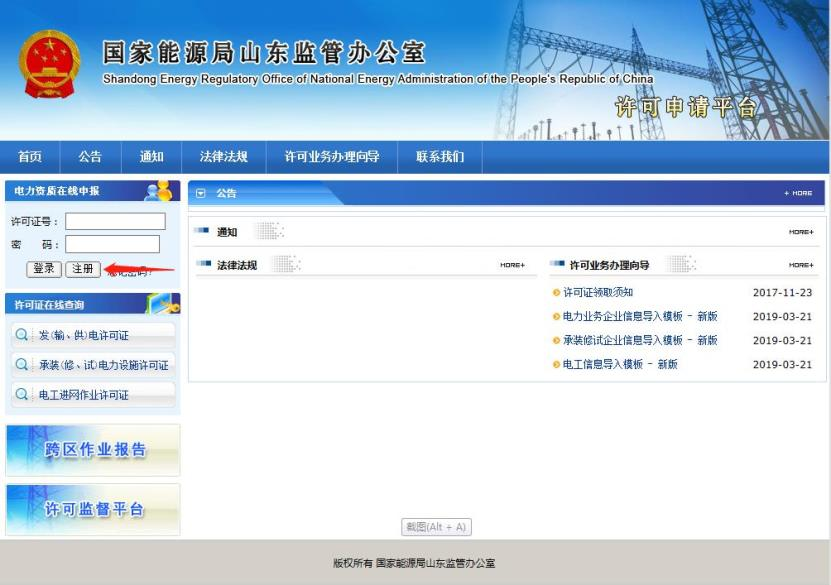 国家能源局山东监管办公室
Shandong Energy Regulatory Office of National Energy Administration of the People's Republic of China
许可申请平台
首页 公告 通知 法律法规 许可业务办理向导 联系我们
电力资质在线申报
许可证号：
密 码：
登录 注册 忘记密码?
许可证在线查询
发(输、供)电许可证
承装(修、试)电力设施许可证
电工进网作业许可证
跨区作业报告
许可监督平台
公告 + MORE
通知 MORE+
法律法规 MORE+
许可业务办理向导 MORE+
许可证领取须知 2017-11-23
电力业务企业信息导入模板 - 新版 2019-03-21
承装修试企业信息导入模板 - 新版 2019-03-21
电工信息导入模板 - 新版 2019-03-21
截图(Alt + A)
版权所有 国家能源局山东监管办公室